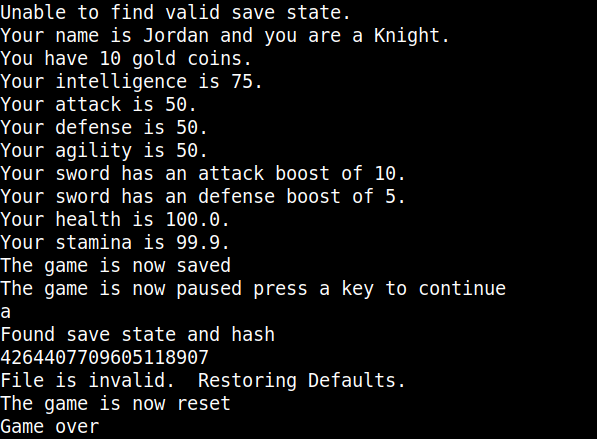 Unable to find valid save state.
Your name is Jordan and you are a Knight.
You have 10 gold coins.
Your intelligence is 75.
Your attack is 50.
Your defense is 50.
Your agility is 50.
Your sword has an attack boost of 10.
Your sword has an defense boost of 5.
Your health is 100.0.
Your stamina is 99.9.
The game is now saved
The game is now paused press a key to continue
a
Found save state and hash
4264407709605118907
File is invalid.  Restoring Defaults.
The game is now reset
Game over